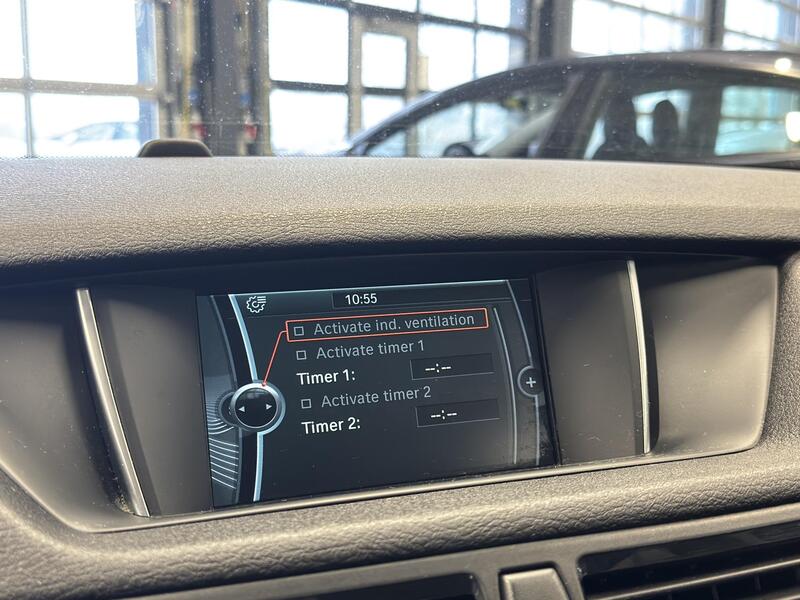 10:55
Activate ind. ventilation
Activate timer 1
Timer 1: --:--
Activate timer 2
Timer 2: --:--